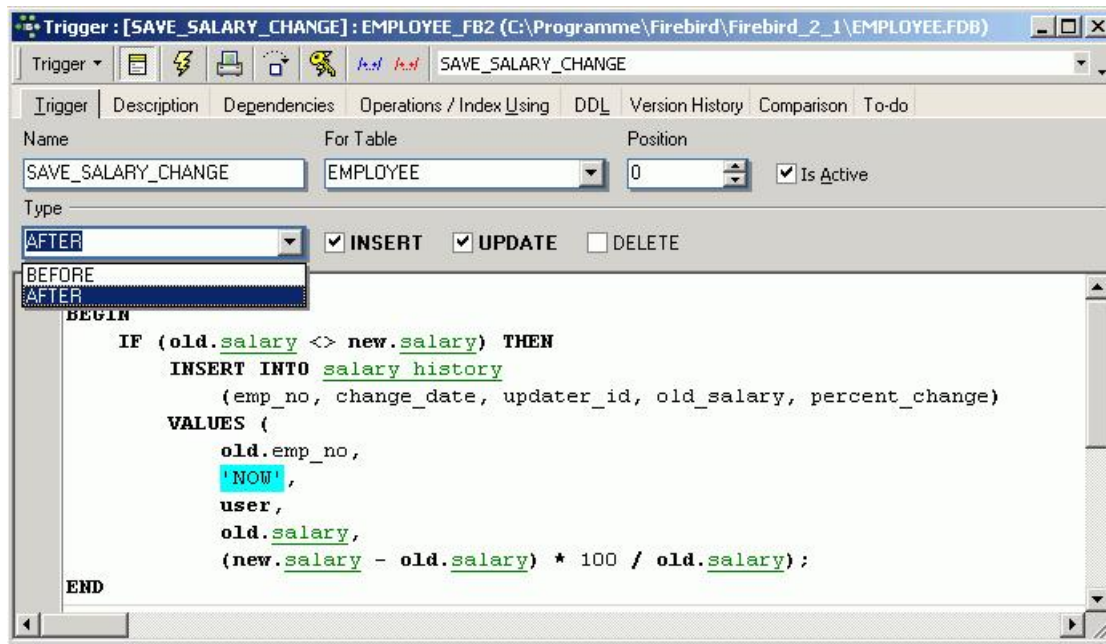 Trigger : [SAVE_SALARY_CHANGE] : EMPLOYEE_FB2 (C:\Programme\Firebird\Firebird_2_1\EMPLOYEE.FDB)
Trigger SAVE_SALARY_CHANGE
Trigger Description Dependencies Operations / Index Using DDL Version History Comparison To-do
Name For Table Position
SAVE_SALARY_CHANGE EMPLOYEE 0 Is Active
Type
AFTER INSERT UPDATE DELETE
BEFORE
AFTER
BEGIN
IF (old.salary <> new.salary) THEN
INSERT INTO salary_history
(emp_no, change_date, updater_id, old_salary, percent_change)
VALUES (
old.emp_no,
'NOW',
user,
old.salary,
(new.salary - old.salary) * 100 / old.salary);
END